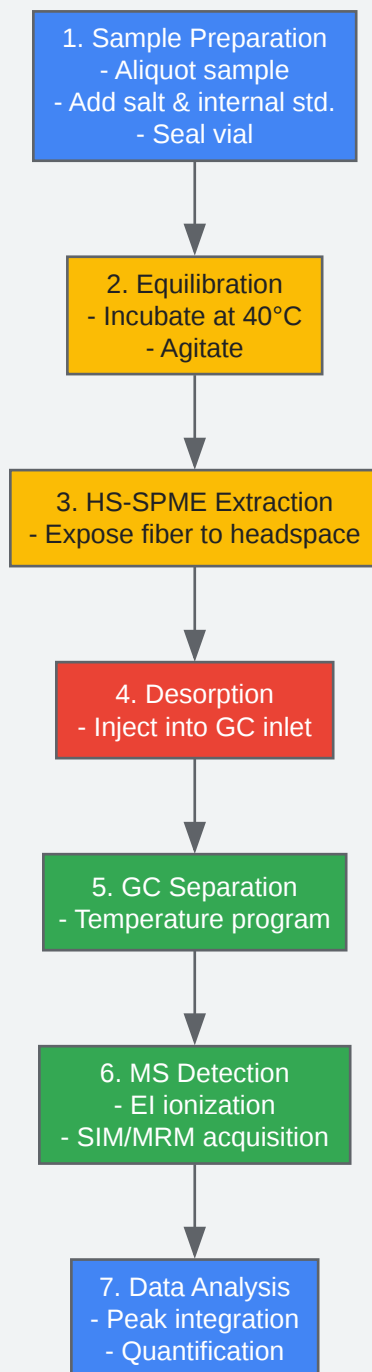 1. Sample Preparation
- Aliquot sample
- Add salt & internal std.
- Seal vial
2. Equilibration
- Incubate at 40°C
- Agitate
3. HS-SPME Extraction
- Expose fiber to headspace
4. Desorption
- Inject into GC inlet
5. GC Separation
- Temperature program
6. MS Detection
- EI ionization
- SIM/MRM acquisition
7. Data Analysis
- Peak integration
- Quantification